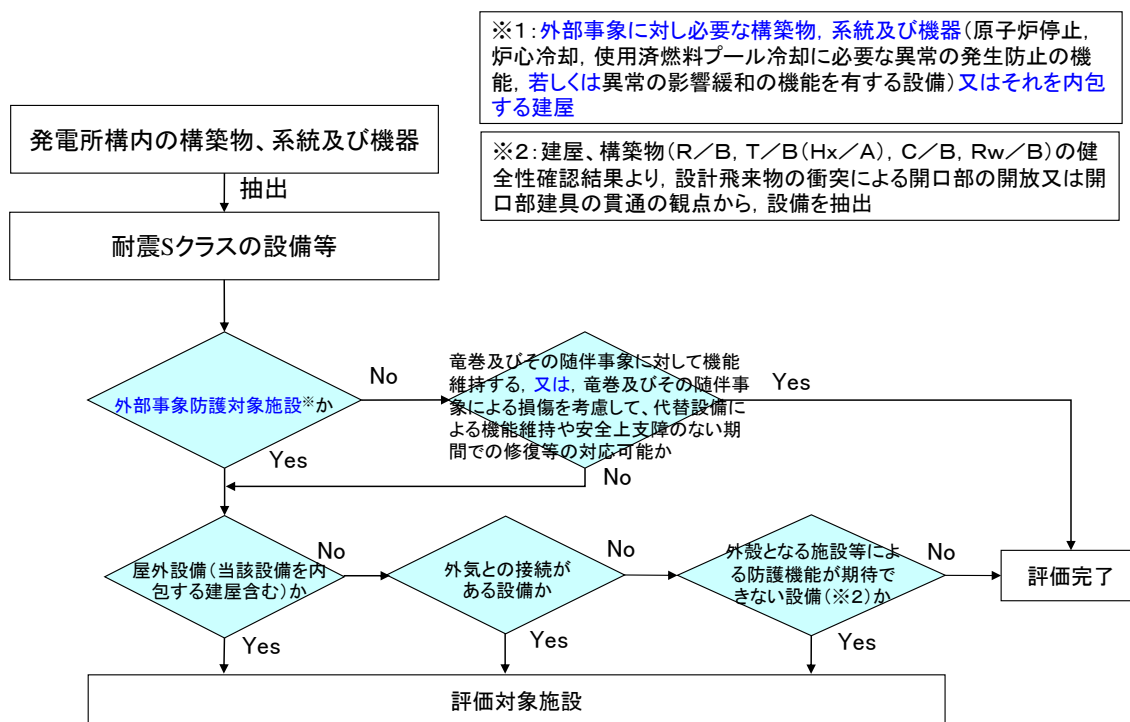 ※1：外部事象に対し必要な構築物，系統及び機器（原子炉停止，
炉心冷却，使用済燃料プール冷却に必要な異常の発生防止の機
能，若しくは異常の影響緩和の機能を有する設備）又はそれを内包
する建屋
※2：建屋、構築物（R／B，T／B（Hx／A），C／B，Rw／B）の健
全性確認結果より，設計飛来物の衝突による開口部の開放又は開
口部建具の貫通の観点から，設備を抽出
発電所構内の構築物、系統及び機器
抽出
耐震Sクラスの設備等
外部事象防護対象施設※か
No
Yes
竜巻及びその随伴事象に対して機能
維持する，又は，竜巻及びその随伴事
象による損傷を考慮して、代替設備
による機能維持や安全上支障のない期
間での修復等の対応可能か
Yes
No
屋外設備（当該設備を内
包する建屋含む）か
No
Yes
外気との接続が
ある設備か
No
Yes
外殻となる施設等によ
る防護機能が期待で
きない設備（※2）か
No
Yes
評価完了
評価対象施設